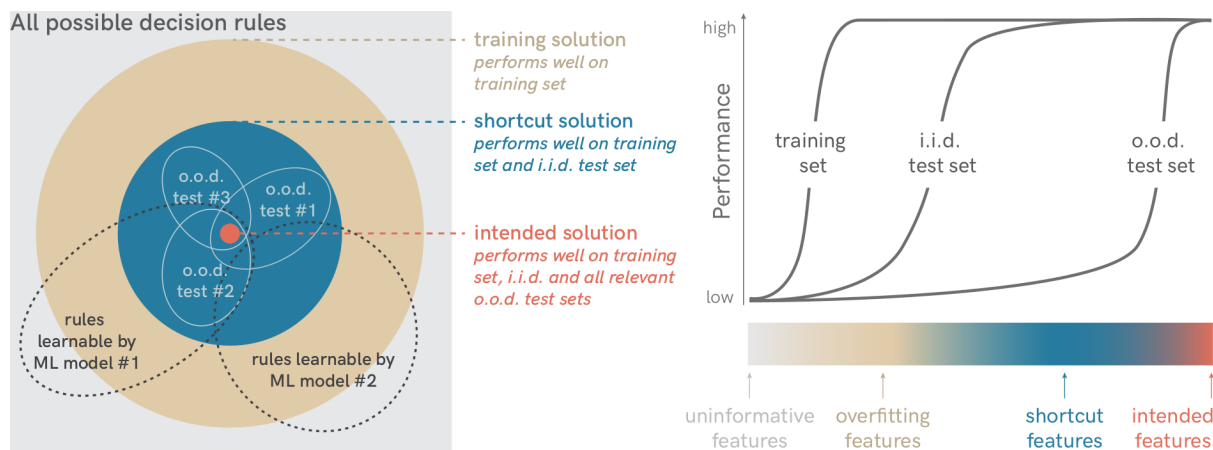 All possible decision rules
training solution
performs well on
training set
shortcut solution
performs well on training
set and i.i.d. test set
intended solution
performs well on training
set, i.i.d. and all relevant
o.o.d. test sets
o.o.d.
test #3
o.o.d.
test #1
o.o.d.
test #2
rules
learnable by
ML model #1
rules learnable by
ML model #2
Performance
high
low
training
set
i.i.d.
test set
o.o.d.
test set
uninformative
features
overfitting
features
shortcut
features
intended
features